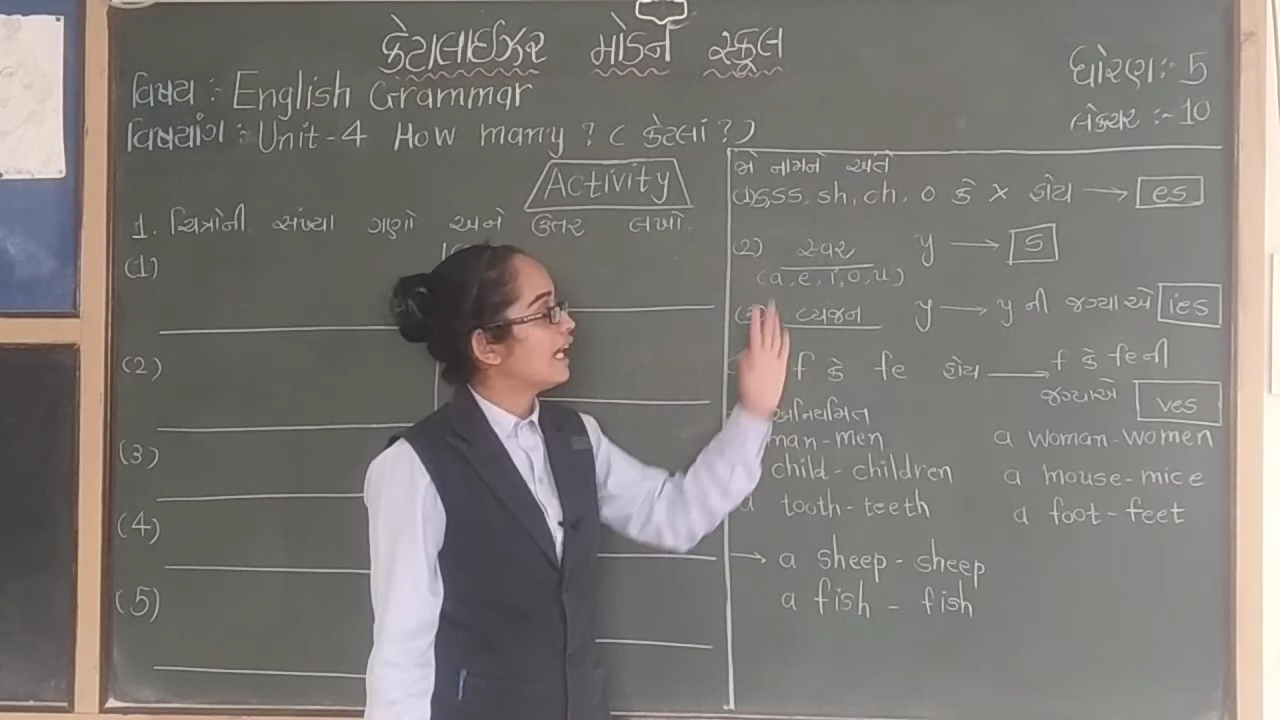 કેટાલાઈઝર મોડર્ન સ્કૂલ
વિષય : English Grammar
ધોરણ :- 5
વિષયાંગ : Unit-4 How many ? ( કેટલાં ? )
લેક્ચર :- 10
Activity
1. ચિત્રોની સંખ્યા ગણો અને ઉતર લખો.
(1)
(2)
(3)
(4)
(5)
જે નામને અંતે
(1) s, ss, sh, ch, o કે x હોય → es
(2) સ્વર y → s
(a, e, i, o, u)
(3) વ્યંજન y → y ની જગ્યાએ ies
f કે fe હોય → f કે fe ની
જગ્યાએ ves
અનિયમિત
man - men a woman - women
child - children a mouse - mice
a tooth - teeth a foot - feet
→ a sheep - sheep
a fish - fish